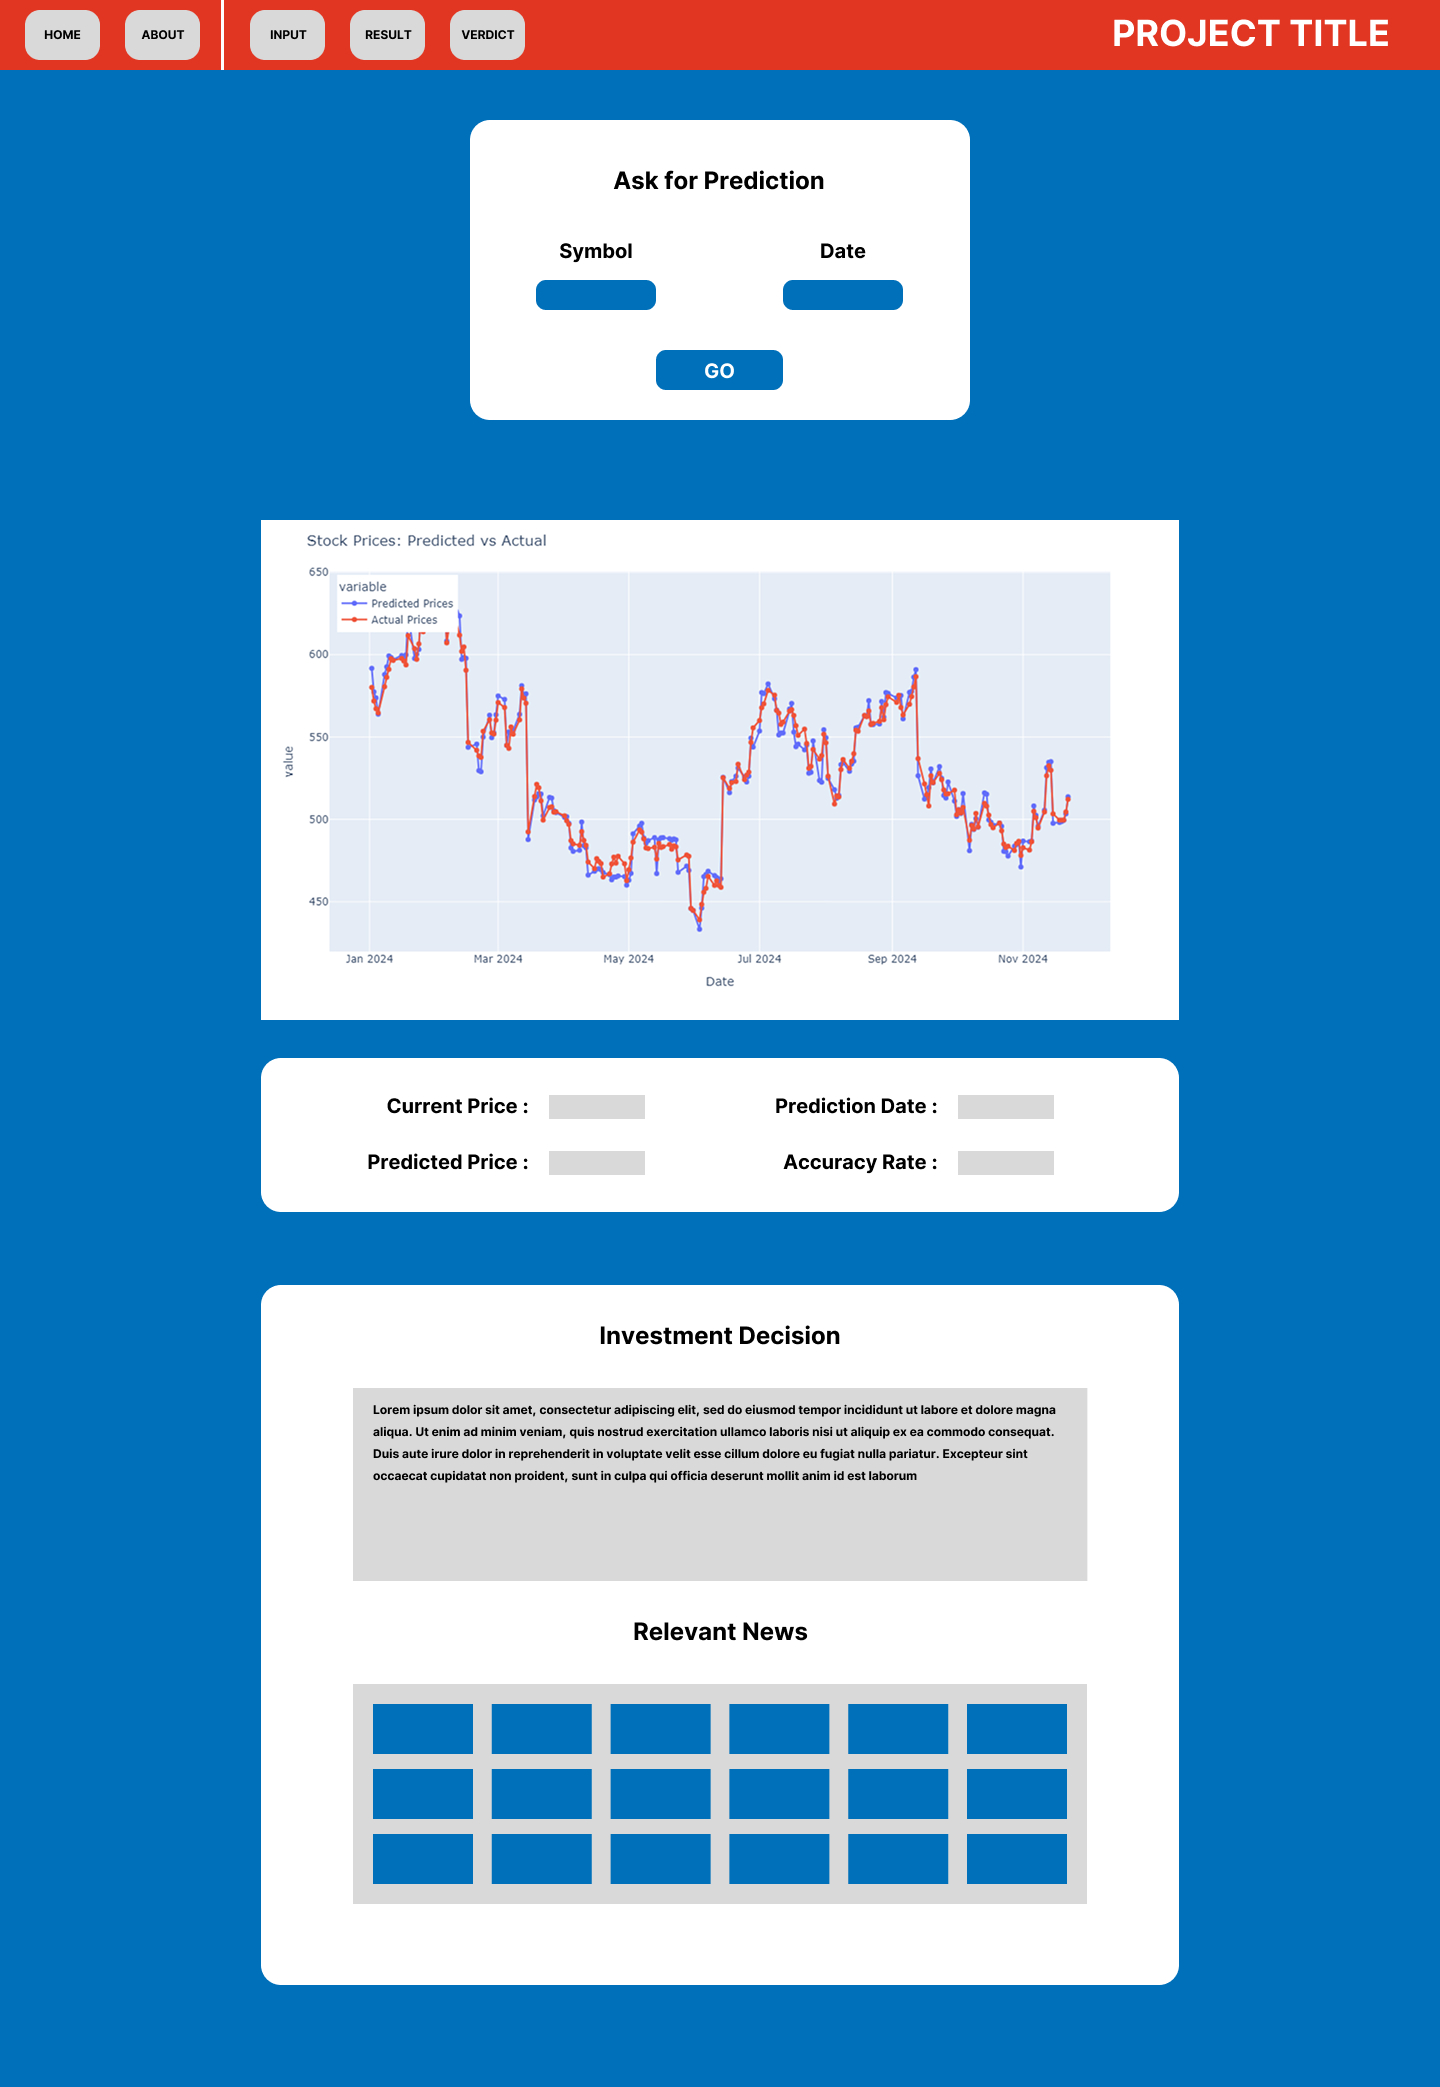 HOME
ABOUT
INPUT
RESULT
VERDICT
PROJECT TITLE
Ask for Prediction
Symbol
Date
GO
Stock Prices: Predicted vs Actual
variable
Predicted Prices
Actual Prices
650
600
550
500
450
value
Jan 2024
Mar 2024
May 2024
Jul 2024
Sep 2024
Nov 2024
Date
Current Price :
Prediction Date :
Predicted Price :
Accuracy Rate :
Investment Decision
Lorem ipsum dolor sit amet, consectetur adipiscing elit, sed do eiusmod tempor incididunt ut labore et dolore magna
aliqua. Ut enim ad minim veniam, quis nostrud exercitation ullamco laboris nisi ut aliquip ex ea commodo consequat.
Duis aute irure dolor in reprehenderit in voluptate velit esse cillum dolore eu fugiat nulla pariatur. Excepteur sint
occaecat cupidatat non proident, sunt in culpa qui officia deserunt mollit anim id est laborum
Relevant News